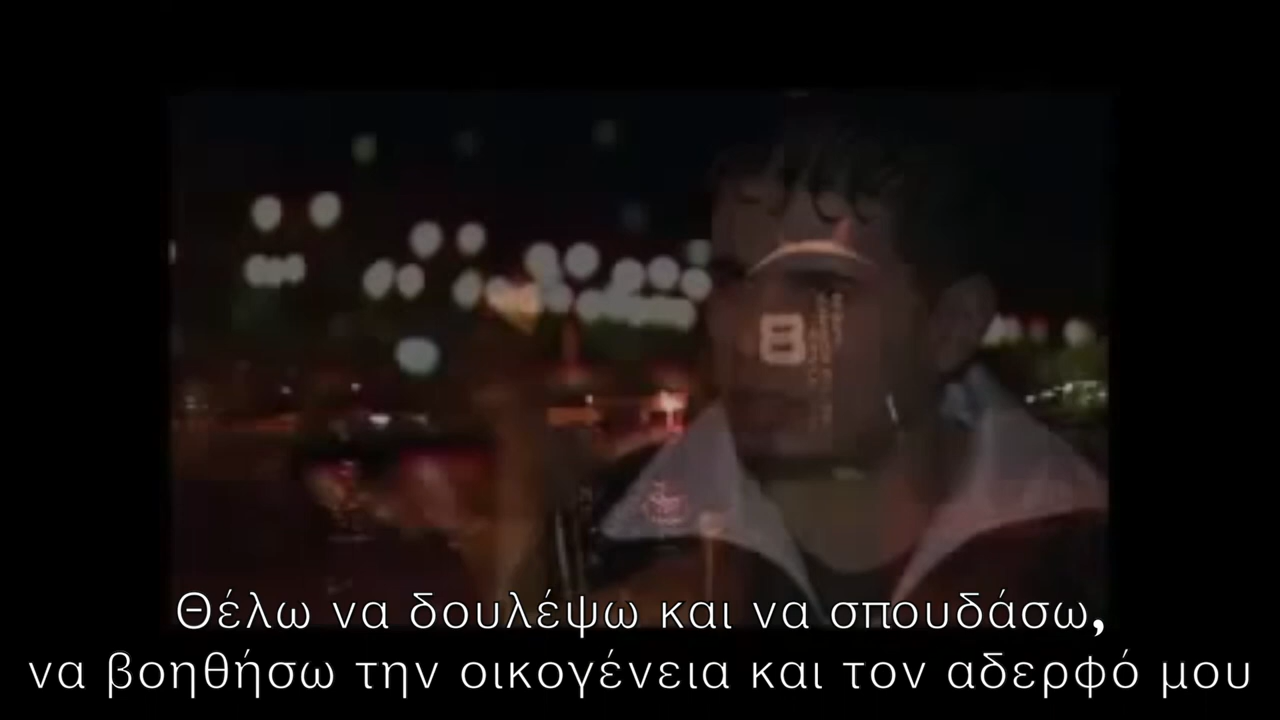 Θέλω να δουλέψω και να σπουδάσω,
να βοηθήσω την οικογένεια και τον αδερφό μου